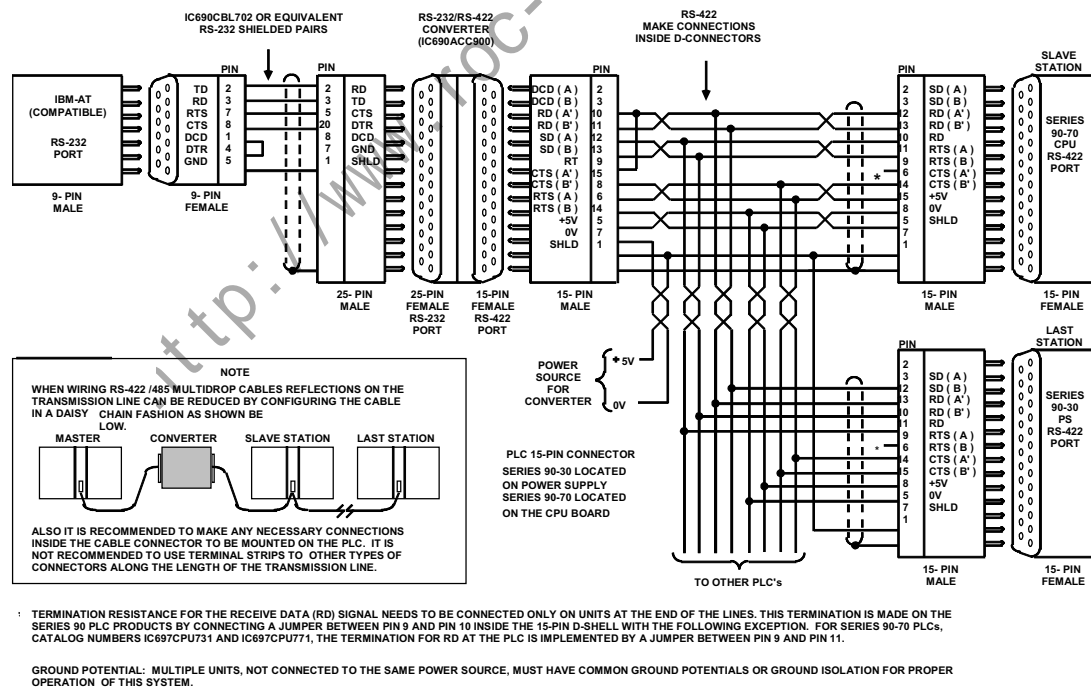 IC690CBL702 OR EQUIVALENT
RS-232 SHIELDED PAIRS
RS-232/RS-422
CONVERTER
(IC690ACC900)
RS-422
MAKE CONNECTIONS
INSIDE D-CONNECTORS
http://www.roc-
IBM-AT
(COMPATIBLE)
RS-232
PORT
9- PIN
MALE
PIN
TD 2
RD 3
RTS 7
CTS 8
DCD 1
DTR 4
GND 5
9- PIN
FEMALE
PIN
2 RD
3 TD
5 CTS
20 DTR
8 DCD
7 GND
1 SHLD
25- PIN
MALE
25-PIN
FEMALE
RS-232
PORT
15-PIN
FEMALE
RS-422
PORT
PIN
DCD ( A ) 2
DCD ( B ) 3
RD ( A' ) 10
RD ( B' ) 11
SD ( A ) 12
SD ( B ) 13
RT 9
CTS ( A' ) 15
CTS ( B' ) 8
RTS ( A ) 6
RTS ( B ) 14
+5V 5
0V 7
SHLD 1
15- PIN
MALE
SLAVE
STATION
PIN
2 SD ( A )
3 SD ( B )
12 RD ( A' )
13 RD ( B' )
10 RD
11 RTS ( A )
9 RTS ( B )
* 6 CTS ( A' )
14 CTS ( B' )
15 +5V
8 0V
5 SHLD
7
1
15- PIN
MALE
SERIES
90-70
CPU
RS-422
PORT
15- PIN
FEMALE
LAST
STATION
PIN
2
3 SD ( A )
12 SD ( B )
13 RD ( A' )
10 RD ( B' )
11 RD
9 RTS ( A )
* 6 RTS ( B )
14 CTS ( A' )
15 CTS ( B' )
8 +5V
5 0V
7 SHLD
1
15- PIN
MALE
SERIES
90-30
PS
RS-422
PORT
15- PIN
FEMALE
POWER
SOURCE
FOR
CONVERTER
+ 5V
0V
PLC 15-PIN CONNECTOR
SERIES 90-30 LOCATED
ON POWER SUPPLY
SERIES 90-70 LOCATED
ON THE CPU BOARD
TO OTHER PLC's
NOTE
WHEN WIRING RS-422 /485 MULTIDROP CABLES REFLECTIONS ON THE
TRANSMISSION LINE CAN BE REDUCED BY CONFIGURING THE CABLE
IN A DAISY CHAIN FASHION AS SHOWN BE
LOW.
MASTER CONVERTER SLAVE STATION LAST STATION
ALSO IT IS RECOMMENDED TO MAKE ANY NECESSARY CONNECTIONS
INSIDE THE CABLE CONNECTOR TO BE MOUNTED ON THE PLC. IT IS
NOT RECOMMENDED TO USE TERMINAL STRIPS TO OTHER TYPES OF
CONNECTORS ALONG THE LENGTH OF THE TRANSMISSION LINE.
TERMINATION RESISTANCE FOR THE RECEIVE DATA (RD) SIGNAL NEEDS TO BE CONNECTED ONLY ON UNITS AT THE END OF THE LINES. THIS TERMINATION IS MADE ON THE
SERIES 90 PLC PRODUCTS BY CONNECTING A JUMPER BETWEEN PIN 9 AND PIN 10 INSIDE THE 15-PIN D-SHELL WITH THE FOLLOWING EXCEPTION. FOR SERIES 90-70 PLCs,
CATALOG NUMBERS IC697CPU731 AND IC697CPU771, THE TERMINATION FOR RD AT THE PLC IS IMPLEMENTED BY A JUMPER BETWEEN PIN 9 AND PIN 11.
GROUND POTENTIAL: MULTIPLE UNITS, NOT CONNECTED TO THE SAME POWER SOURCE, MUST HAVE COMMON GROUND POTENTIALS OR GROUND ISOLATION FOR PROPER
OPERATION OF THIS SYSTEM.